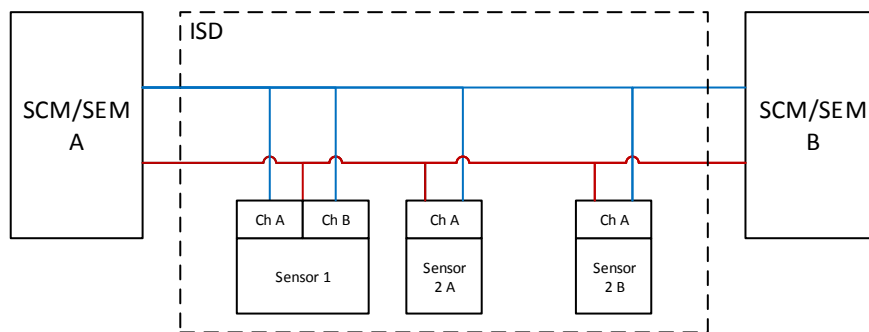 ISD
SCM/SEM
A
SCM/SEM
B
Ch A
Ch B
Ch A
Ch A
Sensor 1
Sensor
2 A
Sensor
2 B